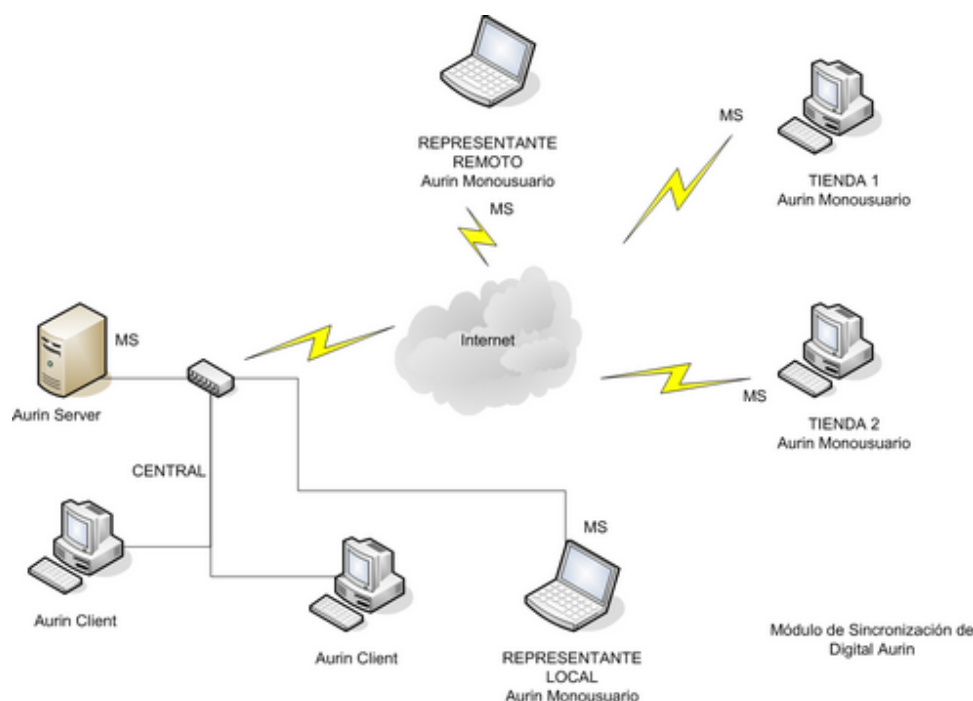 REPRESENTANTE
REMOTO
Aurin Monousuario
MS
MS
TIENDA 1
Aurin Monousuario
Internet
MS
Aurin Server
MS
TIENDA 2
Aurin Monousuario
CENTRAL
MS
Aurin Client
Aurin Client
REPRESENTANTE
LOCAL
Aurin Monousuario
Módulo de Sincronización de
Digital Aurin